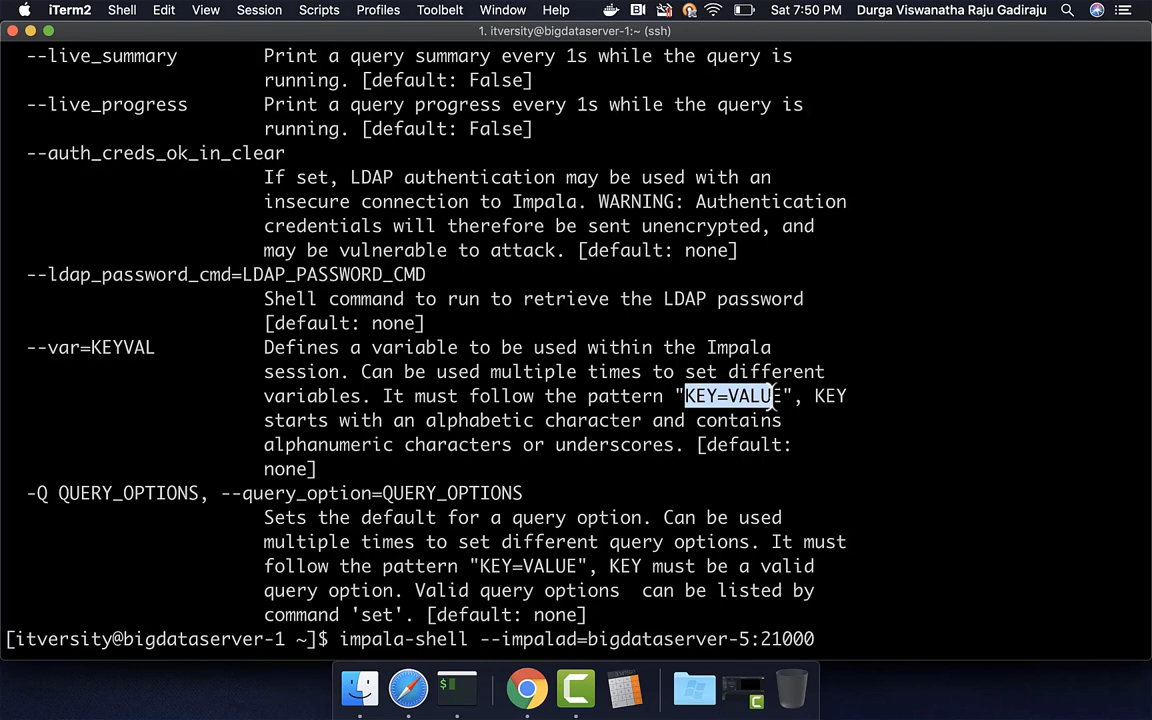 iTerm2 Shell Edit View Session Scripts Profiles Toolbelt Window Help Sat 7:50 PM Durga Viswanatha Raju Gadiraju
1. itversity@bigdataserver-1:~ (ssh)
--live_summary Print a query summary every 1s while the query is
running. [default: False]
--live_progress Print a query progress every 1s while the query is
running. [default: False]
--auth_creds_ok_in_clear
If set, LDAP authentication may be used with an
insecure connection to Impala. WARNING: Authentication
credentials will therefore be sent unencrypted, and
may be vulnerable to attack. [default: none]
--ldap_password_cmd=LDAP_PASSWORD_CMD
Shell command to run to retrieve the LDAP password
[default: none]
--var=KEYVAL Defines a variable to be used within the Impala
session. Can be used multiple times to set different
variables. It must follow the pattern "KEY=VALUE", KEY
starts with an alphabetic character and contains
alphanumeric characters or underscores. [default:
none]
-Q QUERY_OPTIONS, --query_option=QUERY_OPTIONS
Sets the default for a query option. Can be used
multiple times to set different query options. It must
follow the pattern "KEY=VALUE", KEY must be a valid
query option. Valid query options  can be listed by
command 'set'. [default: none]
[itversity@bigdataserver-1 ~]$ impala-shell --impalad=bigdataserver-5:21000